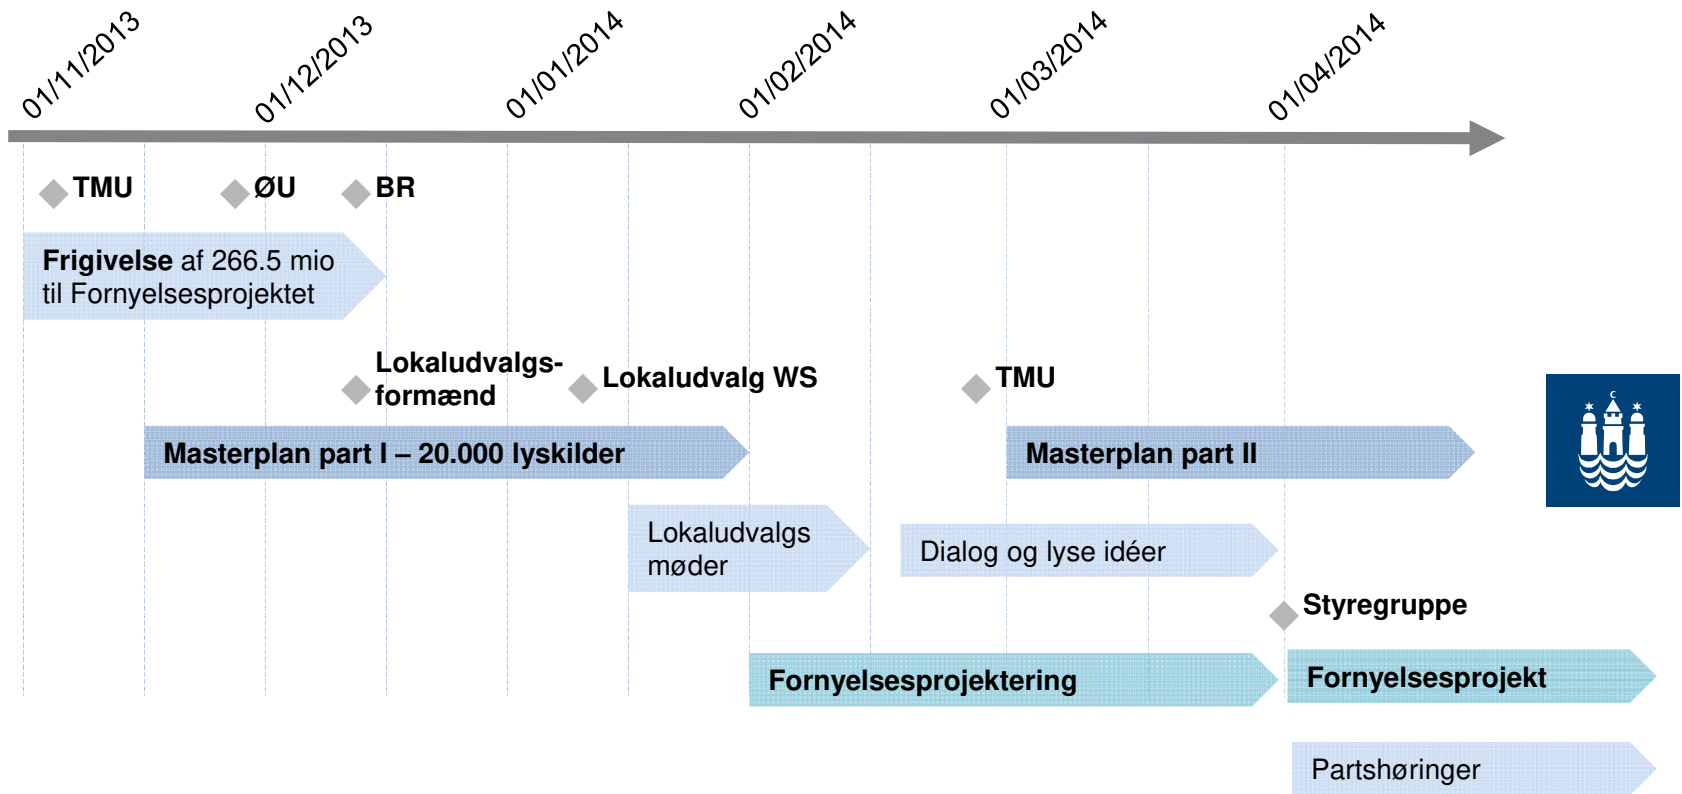 01/11/2013
01/12/2013
01/01/2014
01/02/2014
01/03/2014
01/04/2014
TMU
ØU
BR
Frigivelse af 266.5 mio
til Fornyelsesprojektet
Lokaludvalgs-
formænd
Lokaludvalg WS
TMU
Masterplan part I – 20.000 lyskilder
Masterplan part II
Lokaludvalgs
møder
Dialog og lyse idéer
Styregruppe
Fornyelsesprojektering
Fornyelsesprojekt
Partshøringer